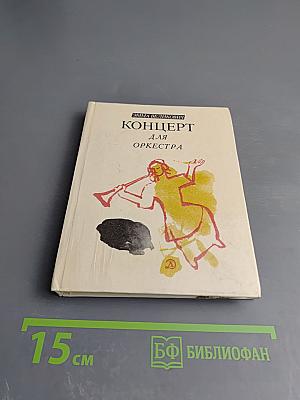 КОНЦЕРТ
ДЛЯ
ОРКЕСТРА
Д
15 см
БФ БИБЛИОФАН